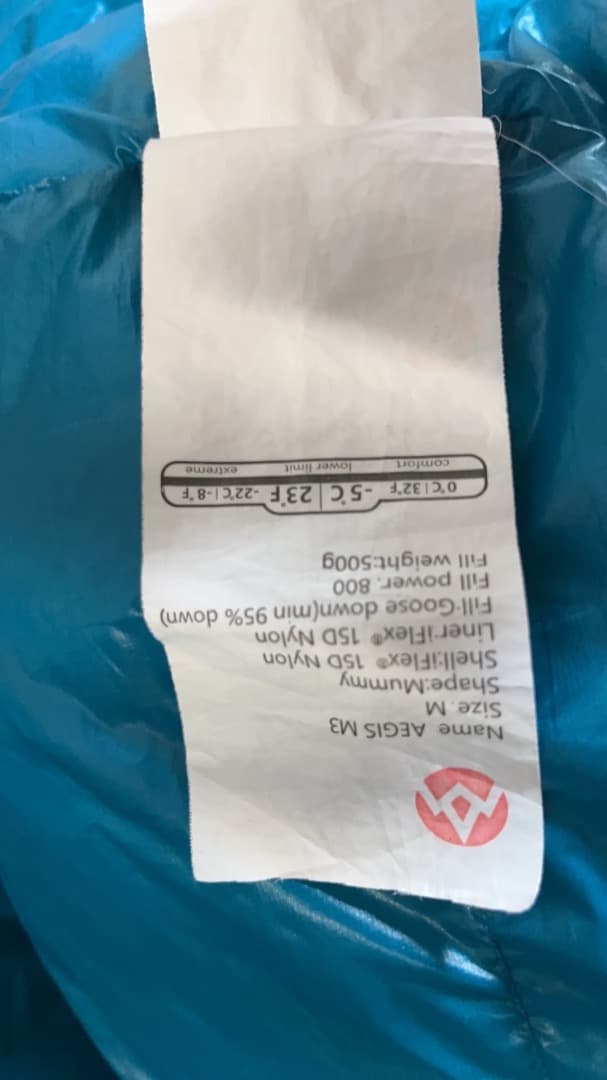 Name AEGIS M3
Size. M
Shape:Mummy
Shell:iFlex® 15D Nylon
Liner:iFlex® 15D Nylon
Fill:Goose down(min 95% down)
Fill power. 800
Fill weight:500g
0°C | 32°F -5°C | 23°F -22°C | -8°F
comfort lower limit extreme